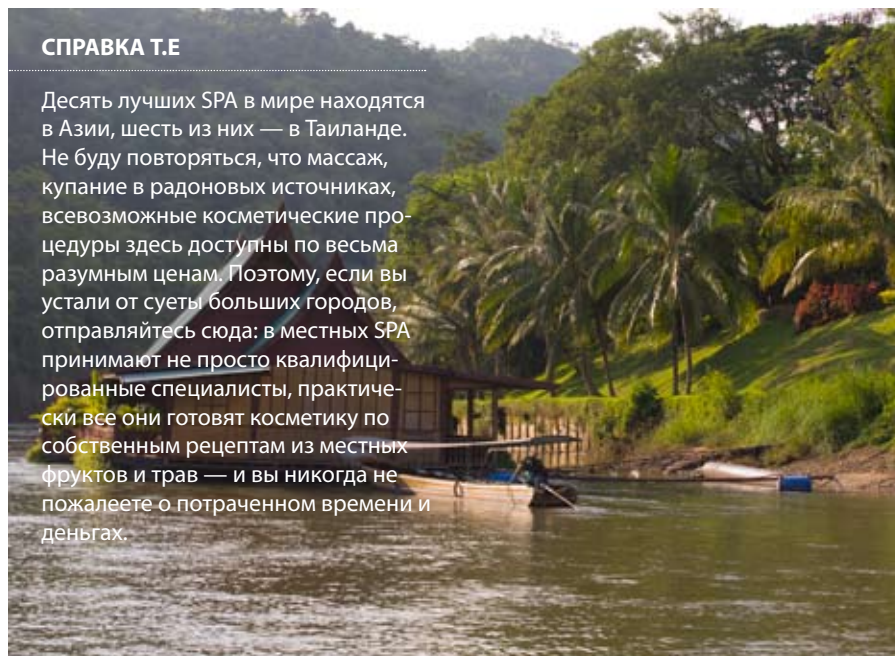 СПРАВКА Т.Е
Десять лучших SPA в мире находятся
в Азии, шесть из них — в Таиланде.
Не буду повторяться, что массаж,
купание в радоновых источниках,
всевозможные косметические про-
цедуры здесь доступны по весьма
разумным ценам. Поэтому, если вы
устали от суеты больших городов,
отправляйтесь сюда: в местных SPA
принимают не просто квалифици-
рованные специалисты, практиче-
ски все они готовят косметику по
собственным рецептам из местных
фруктов и трав — и вы никогда не
пожалеете о потраченном времени и
деньгах.